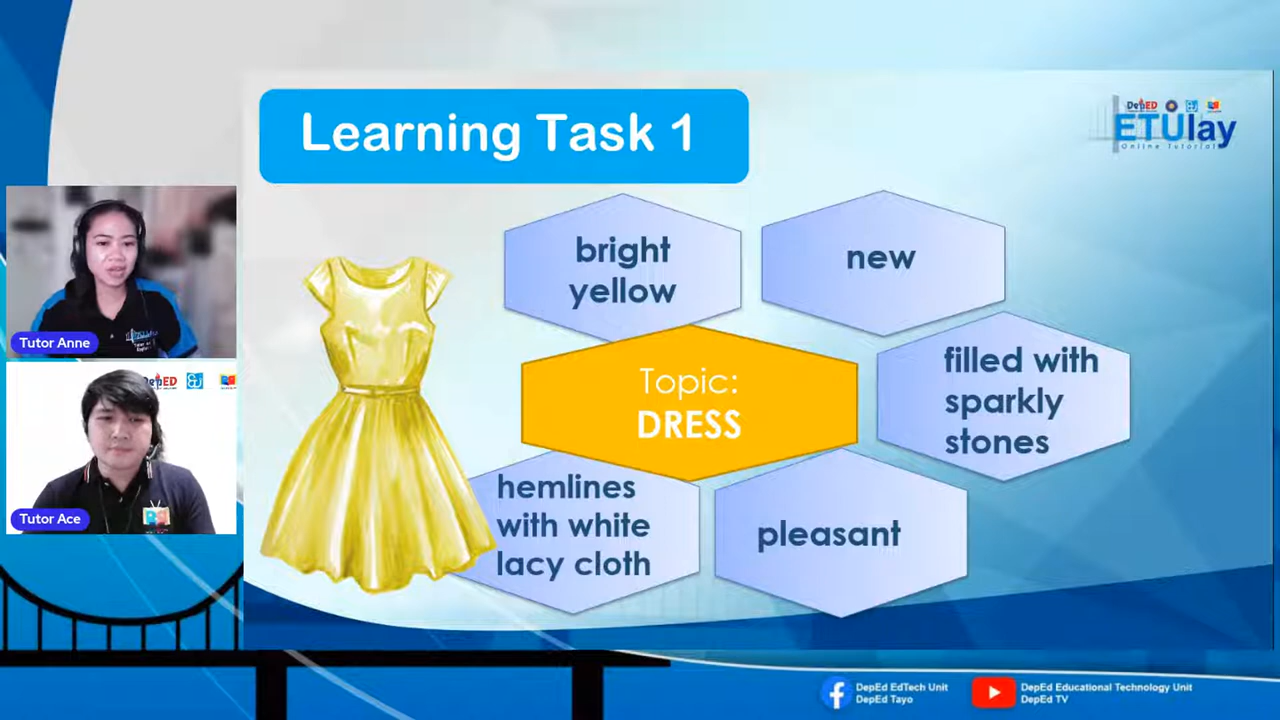 Learning Task 1
DepED
ETUlay
Online Tutorial
bright
yellow
new
Topic:
DRESS
filled with
sparkly
stones
hemlines
with white
lacy cloth
pleasant
Tutor Anne
DepED
Tutor Ace
DepEd EdTech Unit
DepEd Tayo
DepEd Educational Technology Unit
DepEd TV